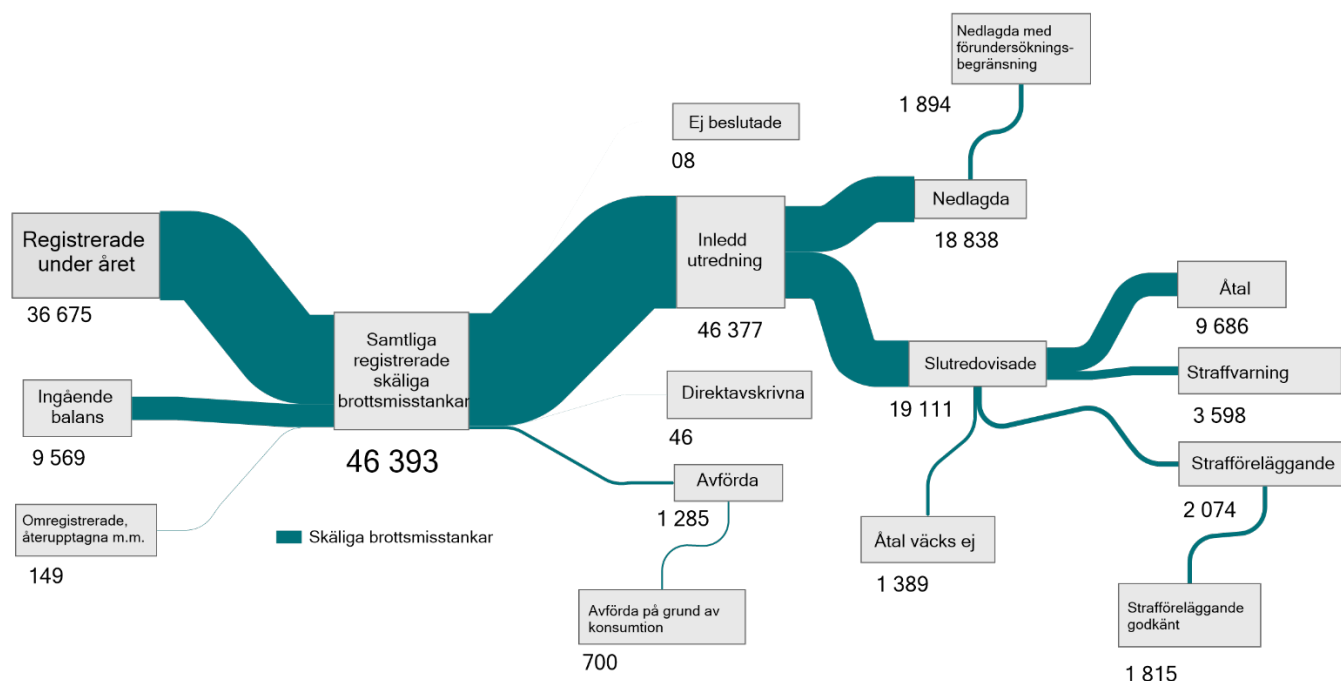 Nedlagda med
förundersöknings-
begränsning
1 894
Ej beslutade
08
Nedlagda
18 838
Registrerade
under året
36 675
Inledd
utredning
46 377
Åtal
9 686
Samtliga
registrerade
skäliga
brottsmisstankar
46 393
Slutredovisade
19 111
Straffvarning
3 598
Ingående
balans
9 569
Direktavskrivna
46
Strafföreläggande
2 074
Avförda
1 285
Omregistrerade,
återupptagna m.m.
149
Skäliga brottsmisstankar
Åtal väcks ej
1 389
Avförda på grund av
konsumtion
700
Strafföreläggande
godkänt
1 815